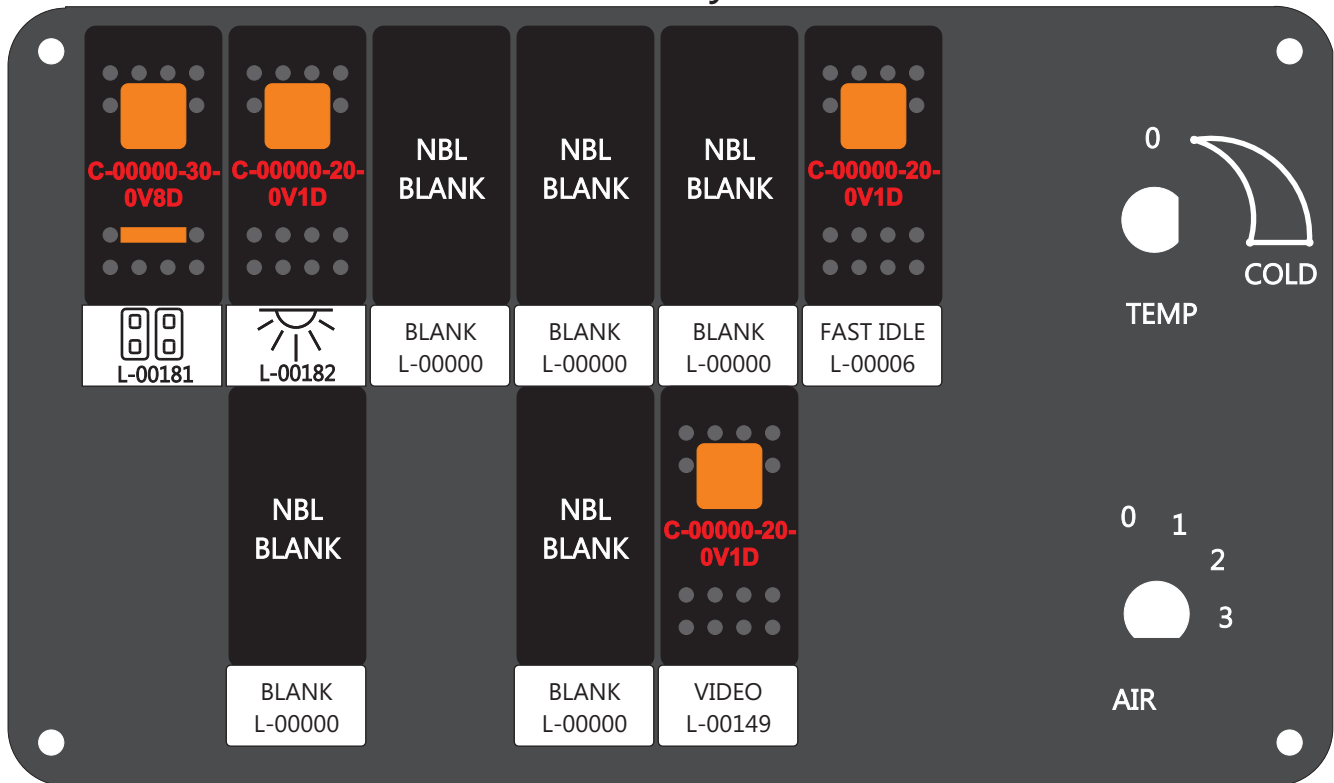 C-00000-30-
0V8D
C-00000-20-
0V1D
NBL
BLANK
NBL
BLANK
NBL
BLANK
C-00000-20-
0V1D
L-00181
L-00182
BLANK
L-00000
BLANK
L-00000
BLANK
L-00000
FAST IDLE
L-00006
0
COLD
TEMP
NBL
BLANK
NBL
BLANK
C-00000-20-
0V1D
BLANK
L-00000
BLANK
L-00000
VIDEO
L-00149
0
1
2
3
AIR